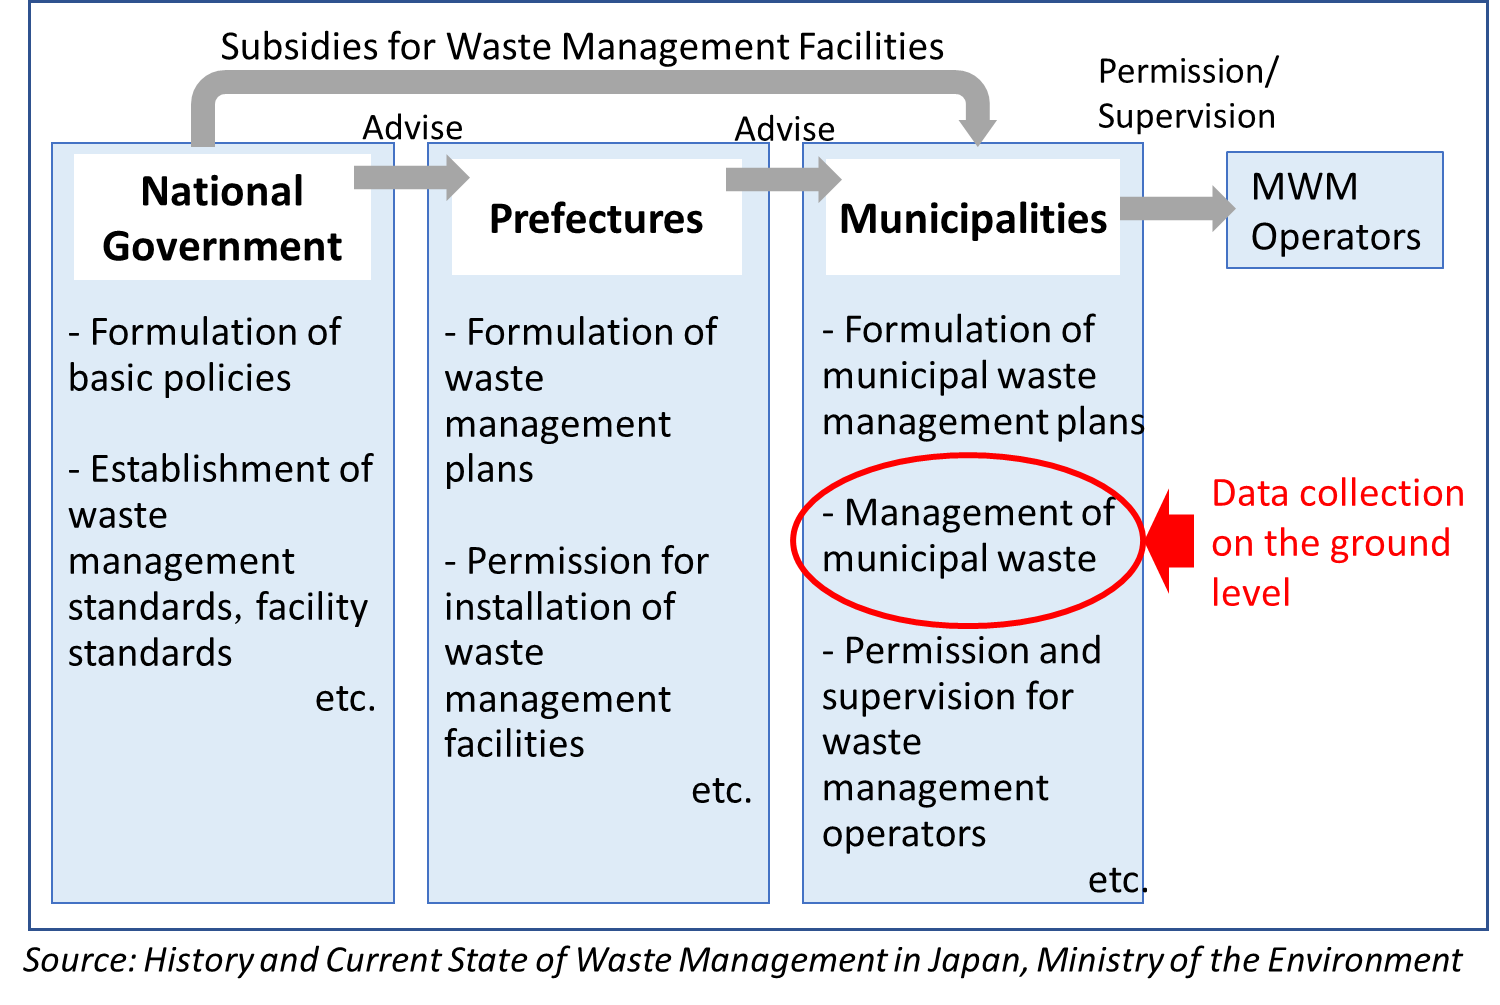 Subsidies for Waste Management Facilities
Advise
Advise
Permission/
Supervision
National
Government
- Formulation of
basic policies
- Establishment of
waste
management
standards, facility
standards
etc.
Prefectures
- Formulation of
waste
management
plans
- Permission for
installation of
waste
management
facilities
etc.
Municipalities
- Formulation of
municipal waste
management plans
- Management of
municipal waste
- Permission and
supervision for
waste
management
operators
etc.
MWM
Operators
Data collection
on the ground
level
Source: History and Current State of Waste Management in Japan, Ministry of the Environment